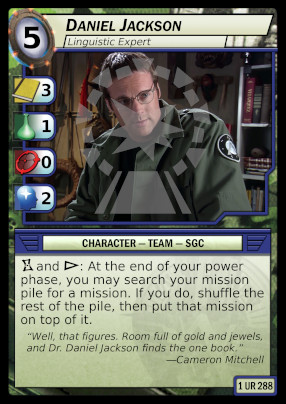 5
DANIEL JACKSON
Linguistic Expert
3
1
0
2
CHARACTER – TEAM – SGC
and : At the end of your power
phase, you may search your mission
pile for a mission. If you do, shuffle the
rest of the pile, then put that mission
on top of it.
“Well, that figures. Room full of gold and jewels,
and Dr. Daniel Jackson finds the one book.”
—Cameron Mitchell
1 UR 288